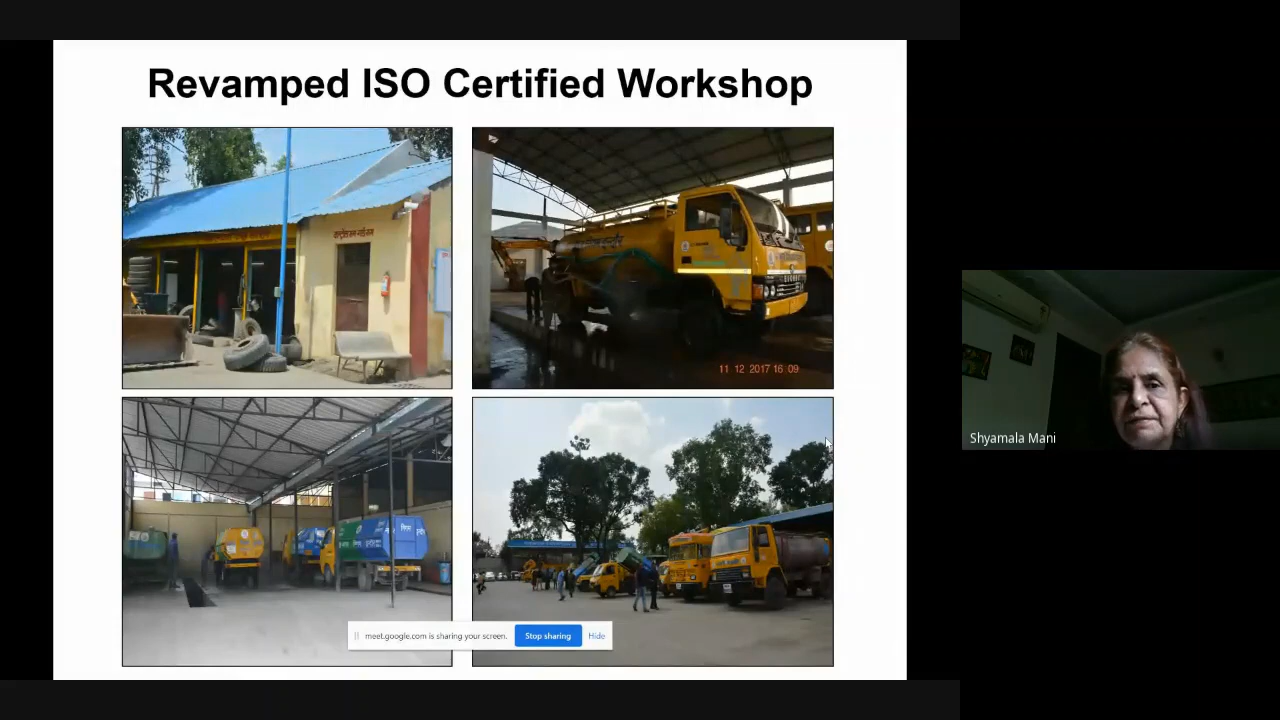 Revamped ISO Certified Workshop
11 12 2017 16 09
meet.google.com is sharing your screen.
Stop sharing
Hide
Shyamala Mani